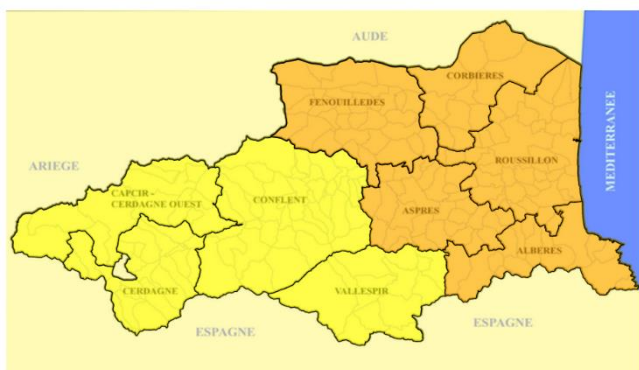 AUDE
CORBIERES
FENOUILLEDES
MEDITERRANEE
ROUSSILLON
ARIEGE
CAPCIR -
CERDAGNE OUEST
CONFLENT
ASPRES
ALBERES
CERDAGNE
VALLESPIR
ESPAGNE
ESPAGNE